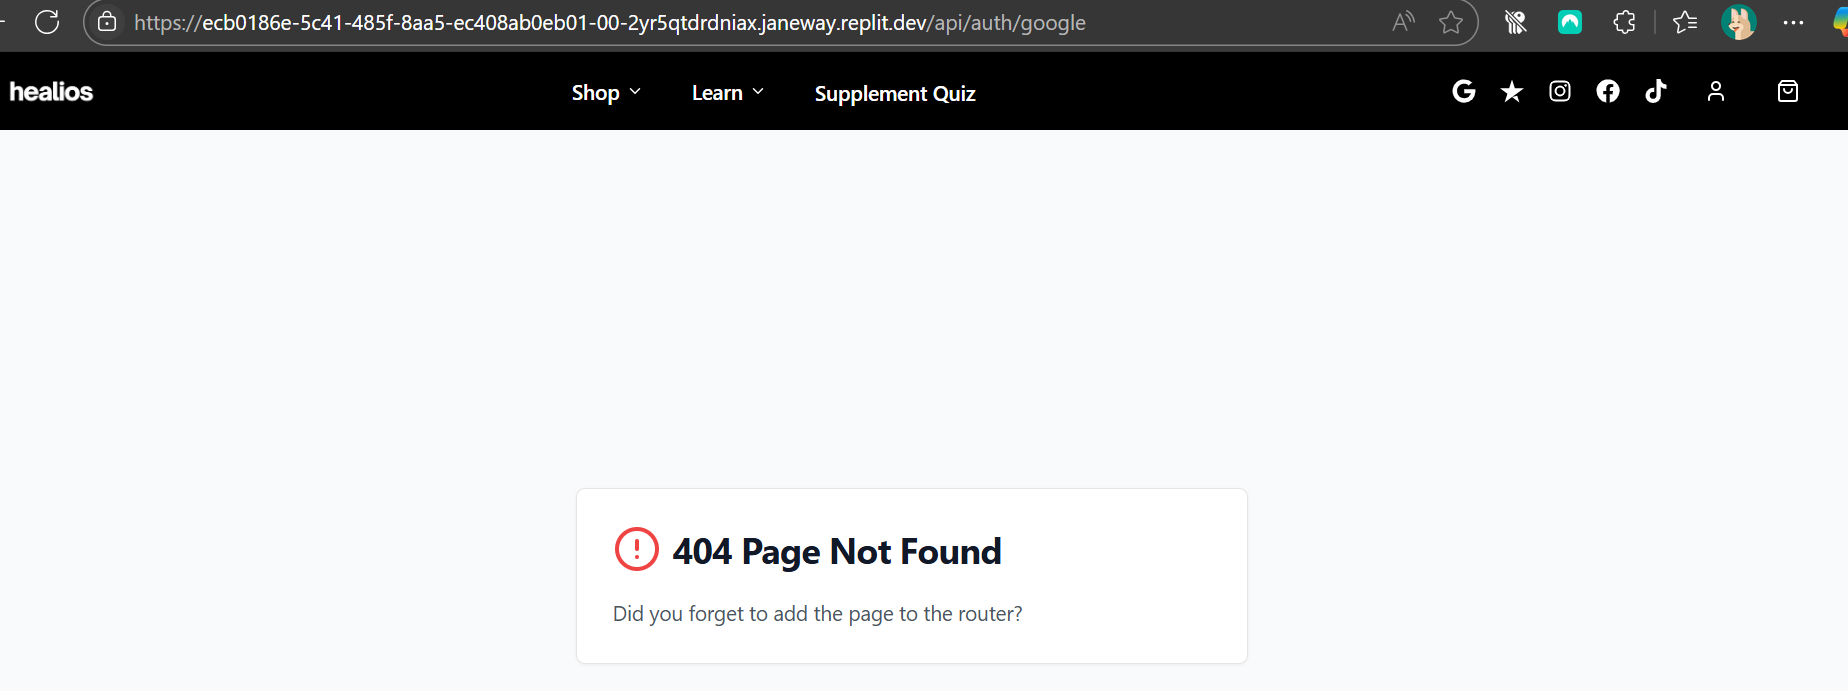 https://ecb0186e-5c41-485f-8aa5-ec408ab0eb01-00-2yr5qtdrdniax.janeway.replit.dev/api/auth/google
healios
Shop
Learn
Supplement Quiz
404 Page Not Found
Did you forget to add the page to the router?